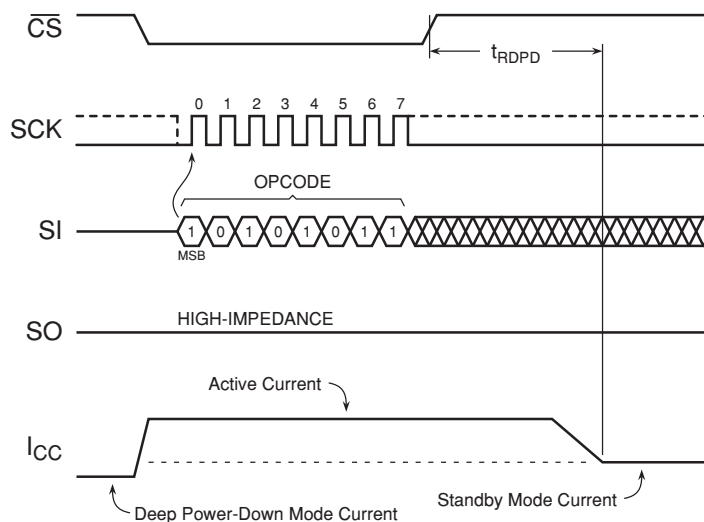 CS
tRDPD
0 1 2 3 4 5 6 7
SCK
OPCODE
SI
1 0 1 0 1 0 1 1
MSB
SO
HIGH-IMPEDANCE
Active Current
ICC
Deep Power-Down Mode Current
Standby Mode Current